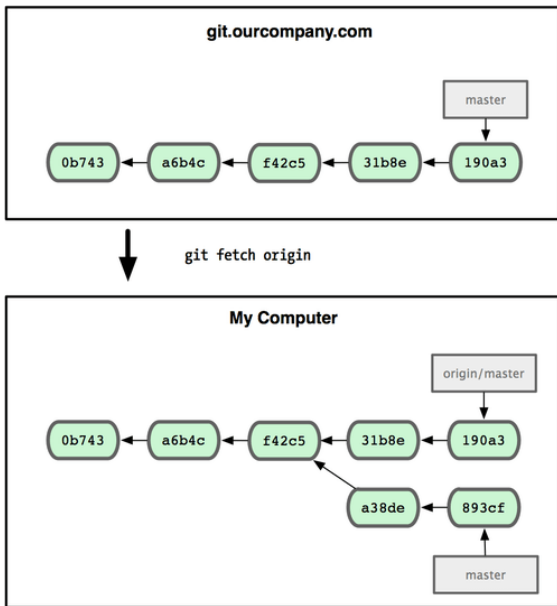 git.ourcompany.com
master
0b743 a6b4c f42c5 31b8e 190a3
git fetch origin
My Computer
origin/master
0b743 a6b4c f42c5 31b8e 190a3
a38de 893cf
master